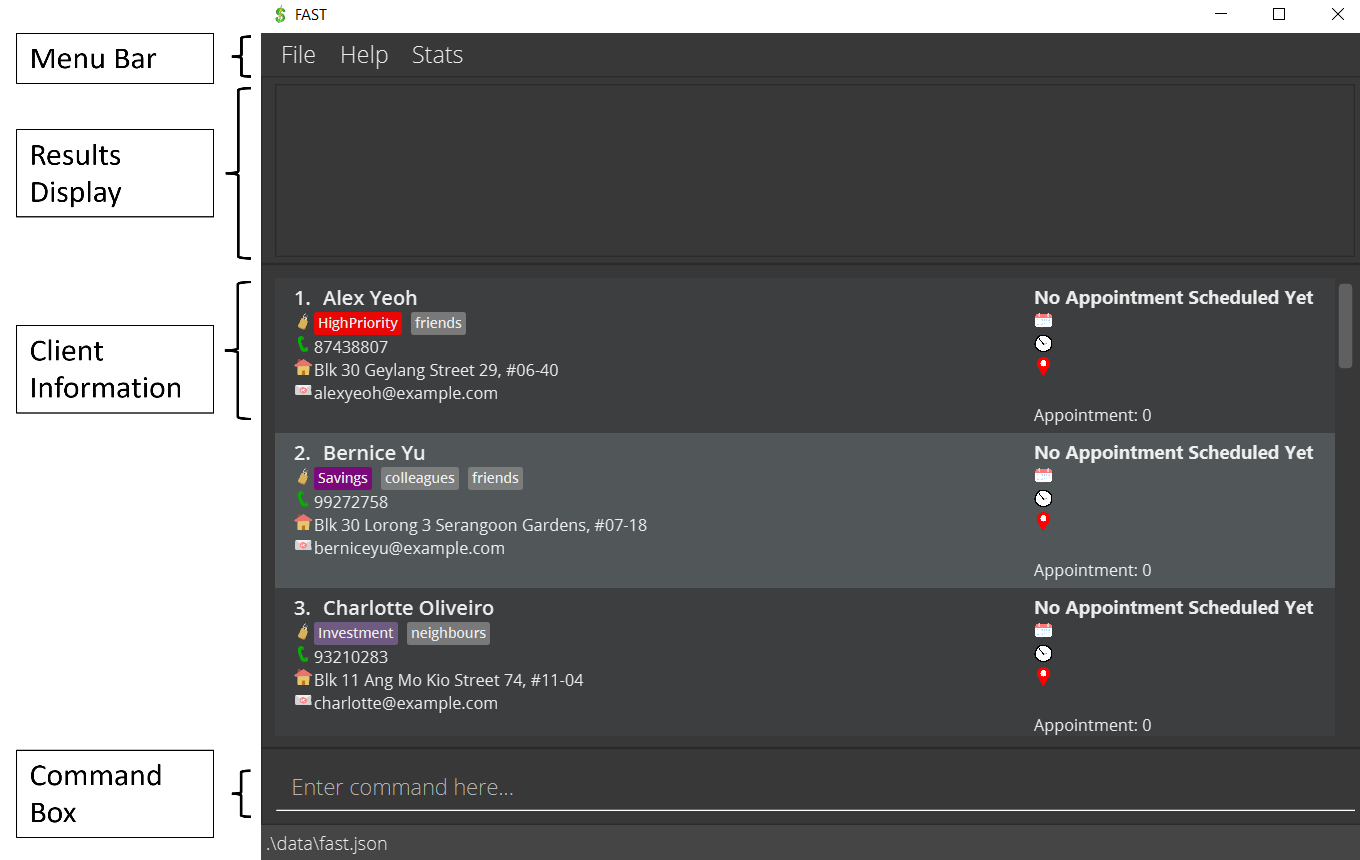 FAST
Menu Bar
File Help Stats
Results
Display
Client
Information
1. Alex Yeoh
HighPriority friends
87438807
Blk 30 Geylang Street 29, #06-40
alexyeoh@example.com
No Appointment Scheduled Yet
Appointment: 0
2. Bernice Yu
Savings colleagues friends
99272758
Blk 30 Lorong 3 Serangoon Gardens, #07-18
berniceyu@example.com
No Appointment Scheduled Yet
Appointment: 0
3. Charlotte Oliveiro
Investment neighbours
93210283
Blk 11 Ang Mo Kio Street 74, #11-04
charlotte@example.com
No Appointment Scheduled Yet
Appointment: 0
Command
Box
Enter command here...
.\data\fast.json